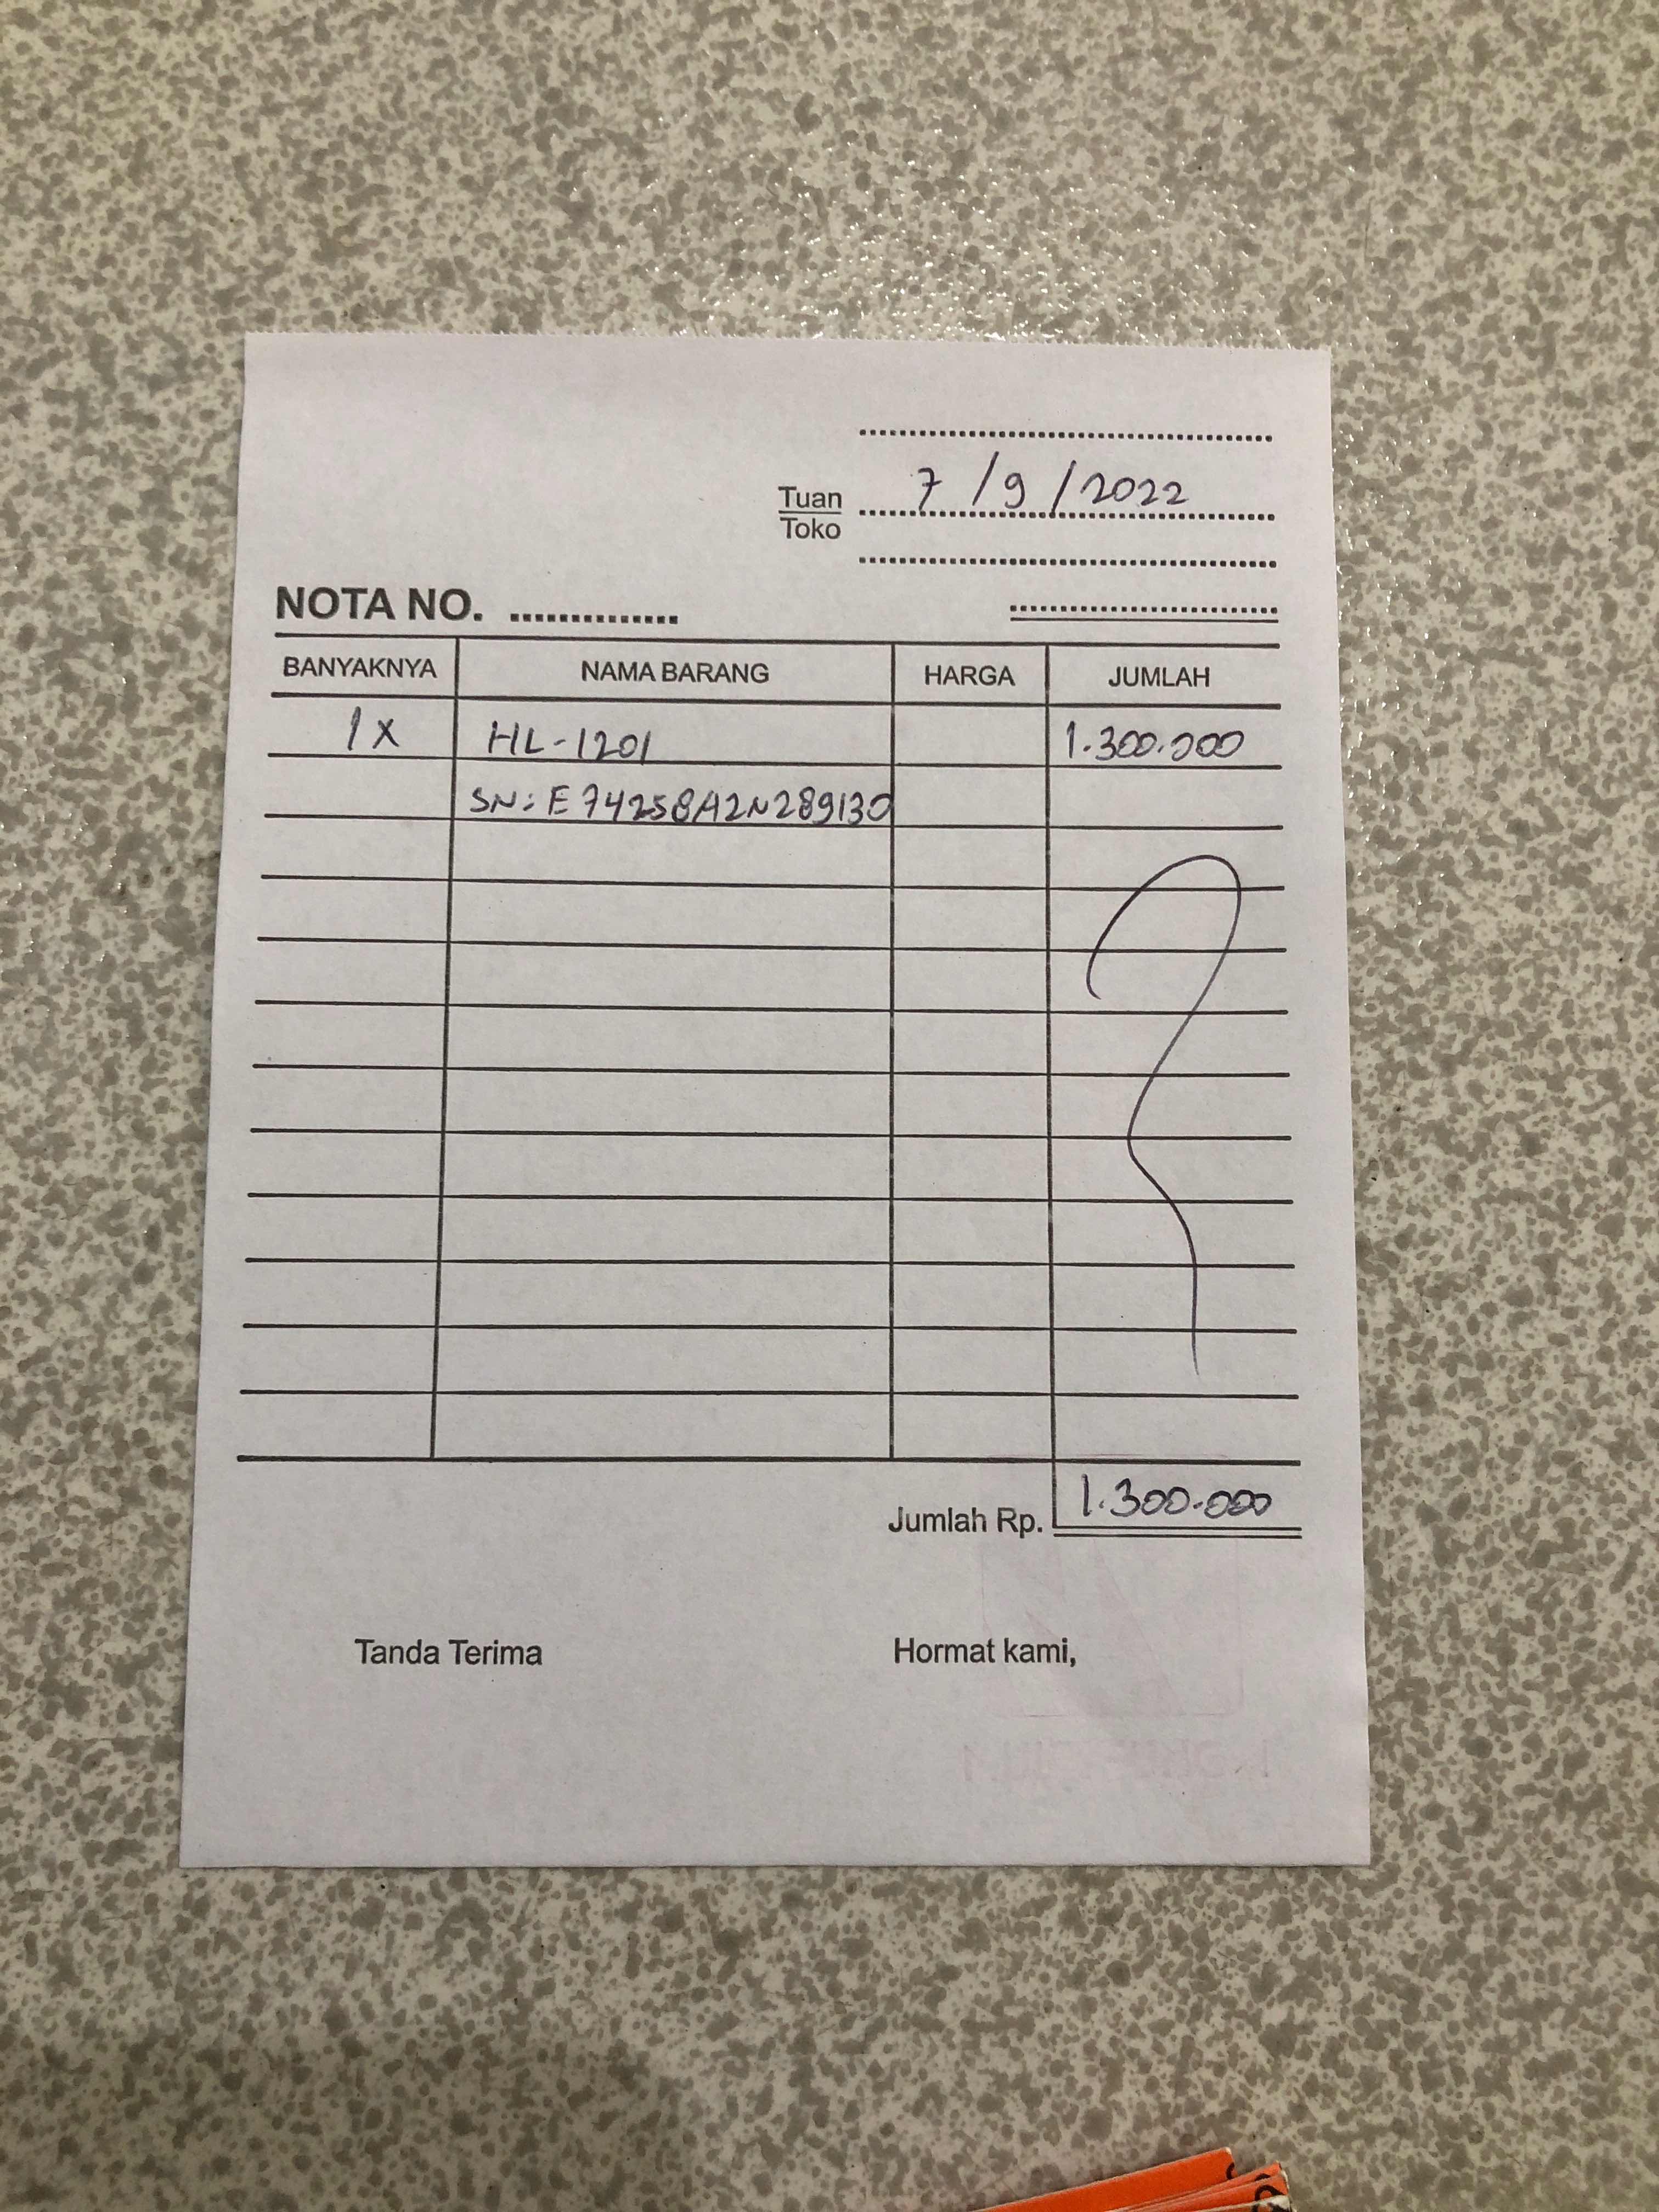 7/9/2022
Tuan
Toko
NOTA NO.
BANYAKNYA NAMA BARANG HARGA JUMLAH
1X HL-1201 1.300.000
SN: E74258A2N289130
Jumlah Rp. 1.300.000
Tanda Terima Hormat kami,